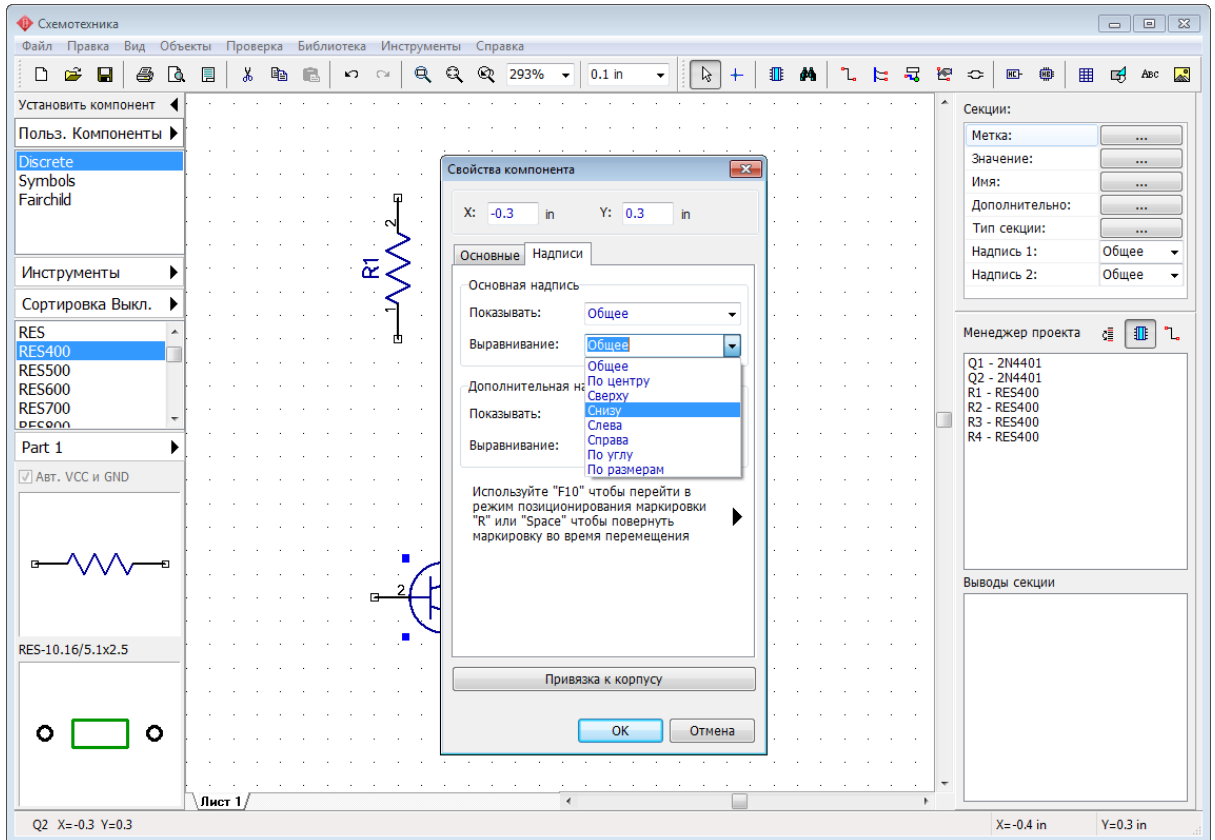 Схемотехника
Файл Правка Вид Объекты Проверка Библиотека Инструменты Справка
293% 0.1 in ABC
Установить компонент
Польз. Компоненты
Discrete
Symbols
Fairchild
Инструменты
Сортировка Выкл.
RES
RES400
RES500
RES600
RES700
RES800
Part 1
Авт. VCC и GND
RES-10.16/5.1x2.5
2
R1
1
2
Лист 1
Свойства компонента
X: -0.3 in Y: 0.3 in
Основные Надписи
Основная надпись
Показывать: Общее
Выравнивание: Общее
Общее
По центру
Сверху
Снизу
Слева
Справа
По углу
По размерам
Дополнительная на
Показывать:
Выравнивание:
Используйте "F10" чтобы перейти в
режим позиционирования маркировки
"R" или "Space" чтобы повернуть
маркировку во время перемещения
Привязка к корпусу
OK Отмена
Секции:
Метка: ...
Значение: ...
Имя: ...
Дополнительно: ...
Тип секции: ...
Надпись 1: Общее
Надпись 2: Общее
Менеджер проекта
Q1 - 2N4401
Q2 - 2N4401
R1 - RES400
R2 - RES400
R3 - RES400
R4 - RES400
Выводы секции
Q2 X=-0.3 Y=0.3 X=-0.4 in Y=0.3 in